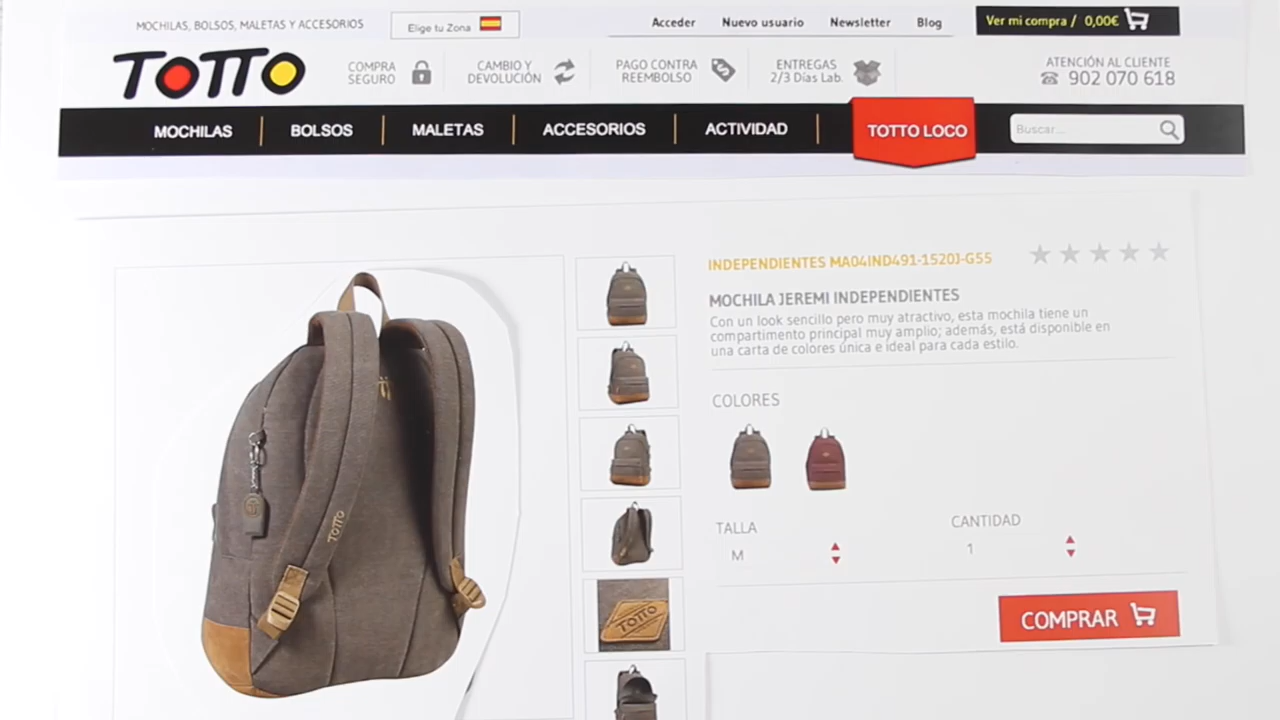 MOCHILAS, BOLSOS, MALETAS Y ACCESORIOS
Elige tu Zona
Acceder
Nuevo usuario
Newsletter
Blog
Ver mi compra / 0,00€
TOTTO
COMPRA
SEGURO
CAMBIO Y
DEVOLUCIÓN
PAGO CONTRA
REEMBOLSO
ENTREGAS
2/3 Días Lab.
ATENCIÓN AL CLIENTE
902 070 618
MOCHILAS
BOLSOS
MALETAS
ACCESORIOS
ACTIVIDAD
TOTTO LOCO
Buscar...
INDEPENDIENTES MA04IND491-1520J-G55
MOCHILA JEREMI INDEPENDIENTES
Con un look sencillo pero muy atractivo, esta mochila tiene un
compartimento principal muy amplio; además, está disponible en
una carta de colores única e ideal para cada estilo.
COLORES
TALLA
M
CANTIDAD
1
COMPRAR
TOTTO
TOTTO